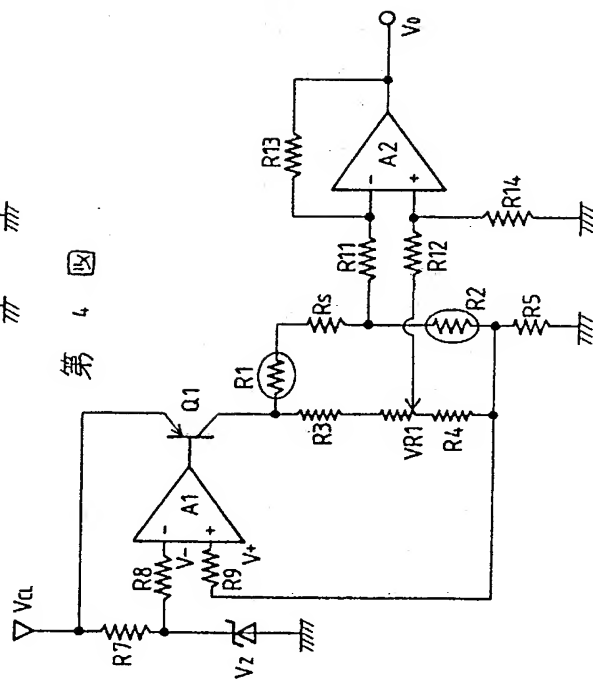 第 4 図
VCL
R7
VZ
R8
R9
V-
V+
-
+
A1
Q1
R1
RS
R3
VR1
R4
R2
R5
R11
R12
R13
-
+
A2
R14
VO